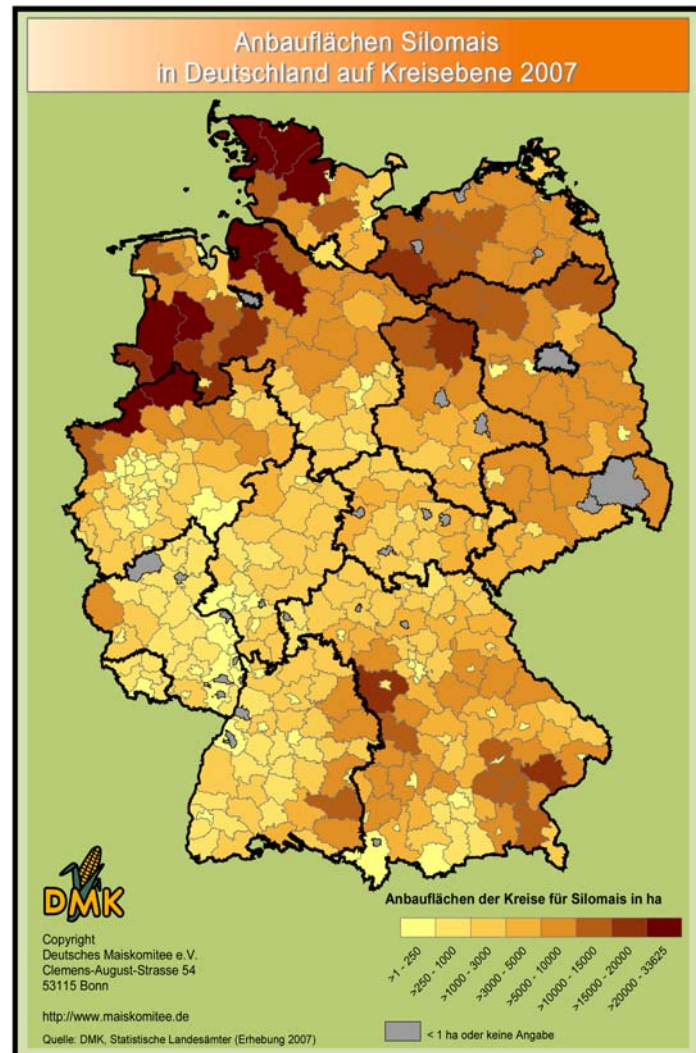 Anbauflächen Silomais
in Deutschland auf Kreisebene 2007
DMK
Copyright
Deutsches Maiskomitee e.V.
Clemens-August-Strasse 54
53115 Bonn
http://www.maiskomitee.de
Quelle: DMK, Statistische Landesämter (Erhebung 2007)
Anbauflächen der Kreise für Silomais in ha
>1 - 250
>250 - 1000
>1000 - 3000
>3000 - 5000
>5000 - 10000
>10000 - 15000
>15000 - 20000
>20000 - 33625
< 1 ha oder keine Angabe